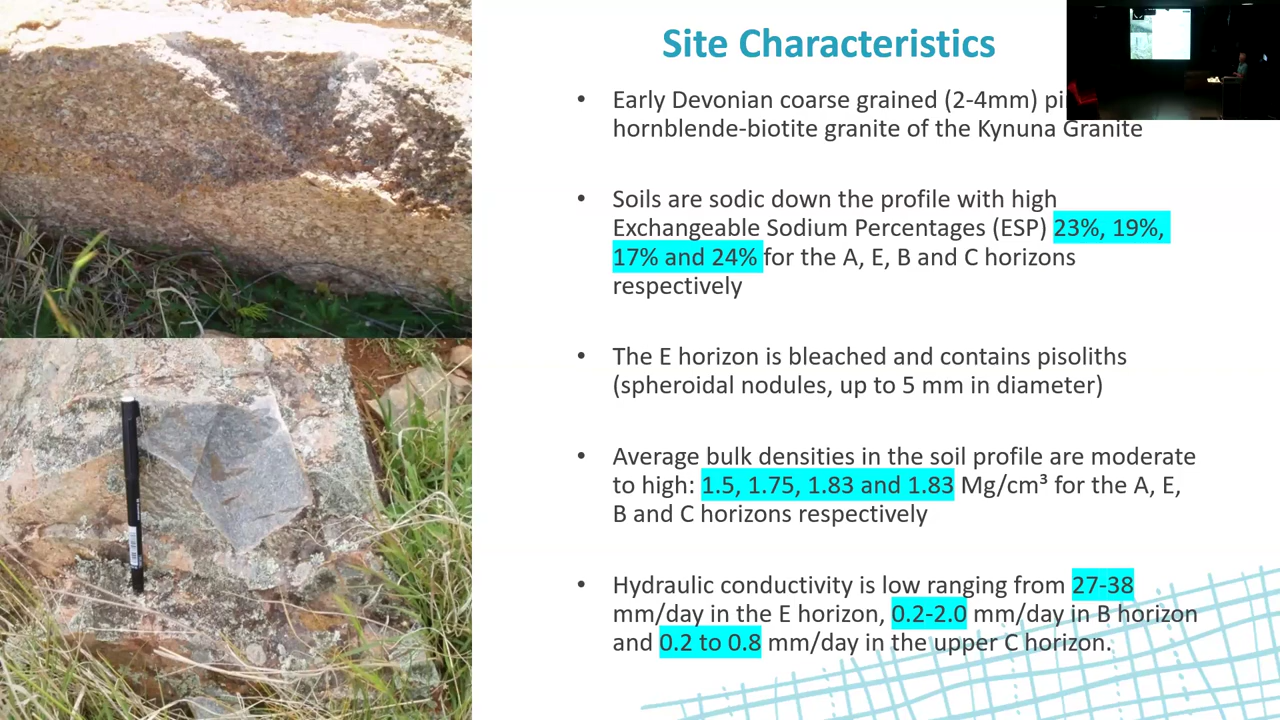 Site Characteristics
• Early Devonian coarse grained (2-4mm)
hornblende-biotite granite of the Kynuna Granite
• Soils are sodic down the profile with high
Exchangeable Sodium Percentages (ESP) 23%, 19%,
17% and 24% for the A, E, B and C horizons
respectively
• The E horizon is bleached and contains pisoliths
(spheroidal nodules, up to 5 mm in diameter)
• Average bulk densities in the soil profile are moderate
to high: 1.5, 1.75, 1.83 and 1.83 Mg/cm³ for the A, E,
B and C horizons respectively
• Hydraulic conductivity is low ranging from 27-38
mm/day in the E horizon, 0.2-2.0 mm/day in B horizon
and 0.2 to 0.8 mm/day in the upper C horizon.